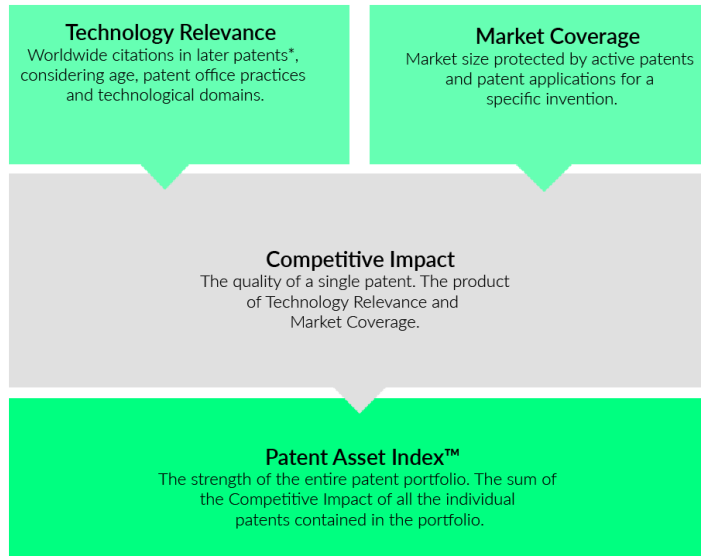 Technology Relevance
Worldwide citations in later patents*,
considering age, patent office practices
and technological domains.
Market Coverage
Market size protected by active patents
and patent applications for a
specific invention.
Competitive Impact
The quality of a single patent. The product
of Technology Relevance and
Market Coverage.
Patent Asset Index™
The strength of the entire patent portfolio. The sum of
the Competitive Impact of all the individual
patents contained in the portfolio.